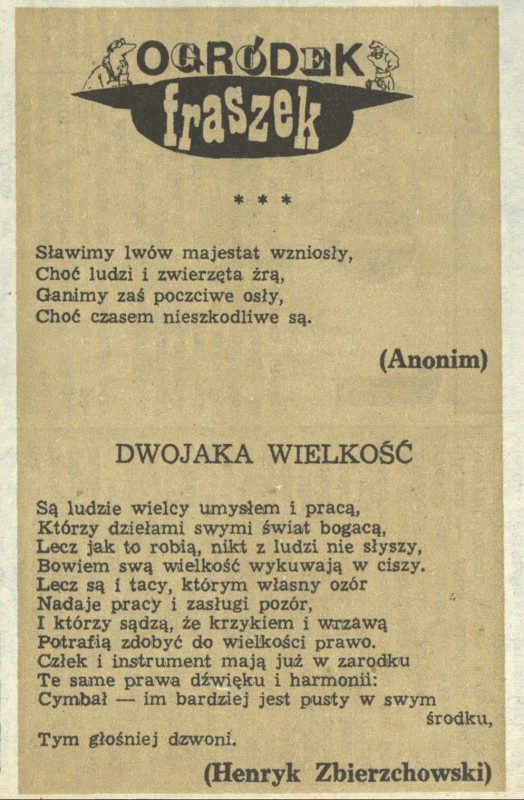 OGRÓDEK
fraszek
* * *
Sławimy lwów majestat wzniosły,
Choć ludzi i zwierzęta żrą,
Ganimy zaś poczciwe osły,
Choć czasem nieszkodliwe są.
(Anonim)
DWOJAKA WIELKOŚĆ
Są ludzie wielcy umysłem i pracą,
Którzy dziełami swymi świat bogacą,
Lecz jak to robią, nikt z ludzi nie słyszy,
Bowiem swą wielkość wykuwają w ciszy.
Lecz są i tacy, którym własny ozór
Nadaje pracy i zasługi pozór,
I którzy sądzą, że krzykiem i wrzawą
Potrafią zdobyć do wielkości prawo.
Człek i instrument mają już w zarodku
Te same prawa dźwięku i harmonii:
Cymbał — im bardziej jest pusty w swym
środku,
Tym głośniej dzwoni.
(Henryk Zbierzchowski)